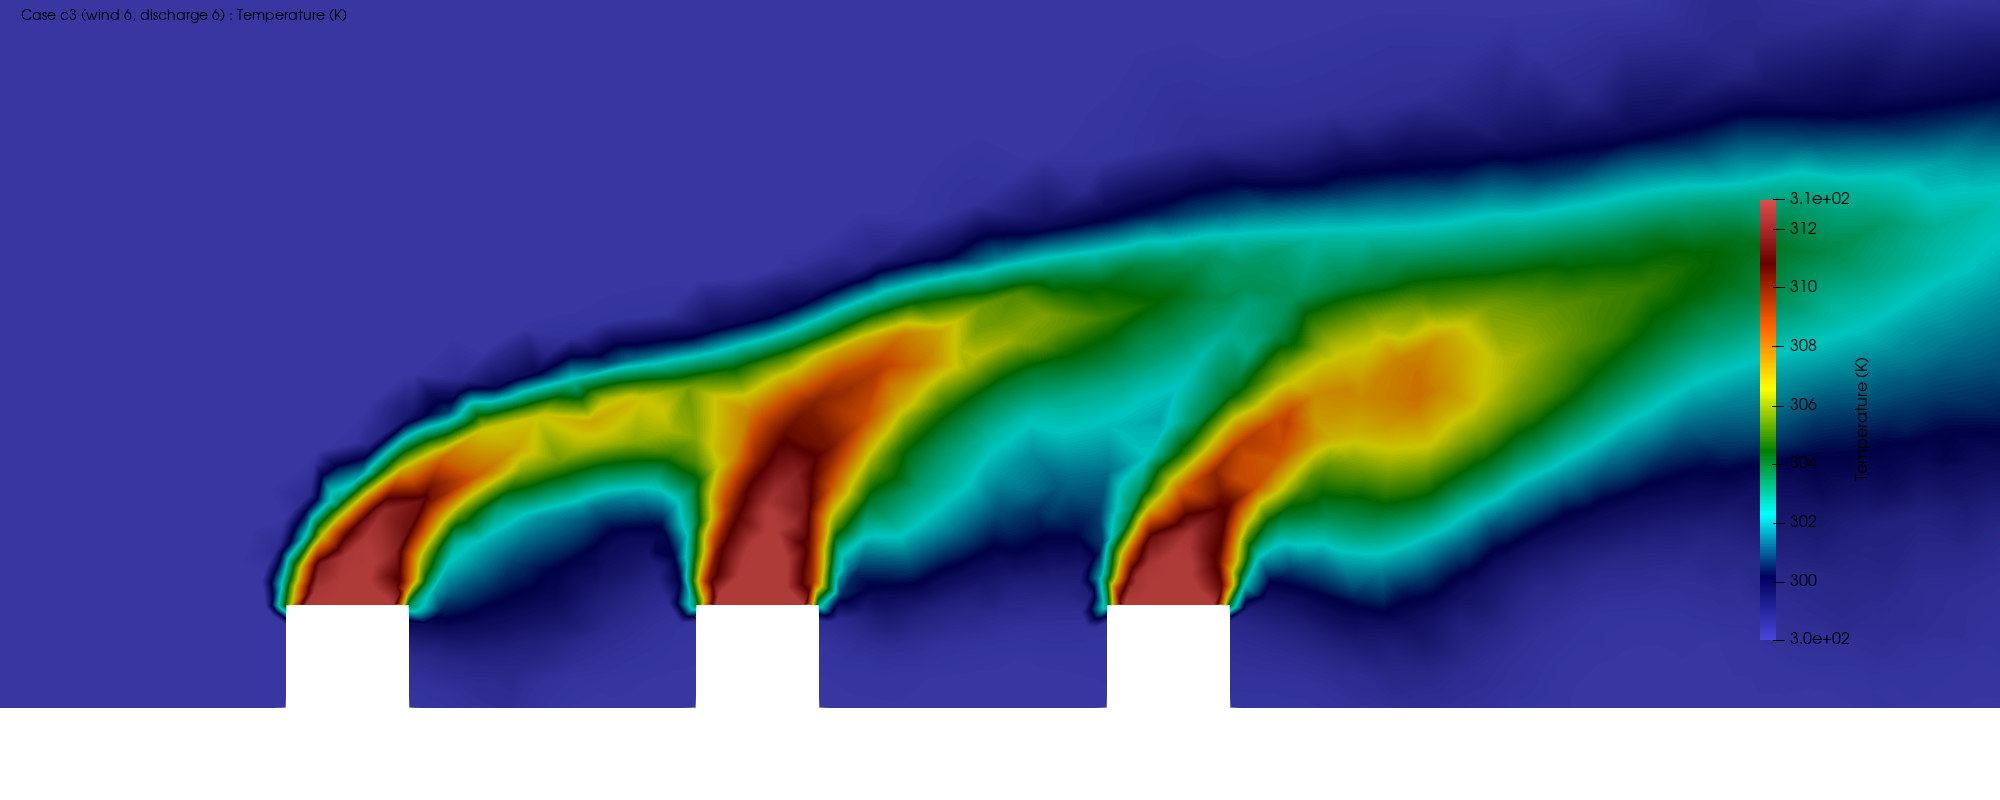 Case c3 (wind 6, discharge 6) : Temperature (K)
3.1e+02
312
310
308
306
304
302
300
3.0e+02
Temperature (K)